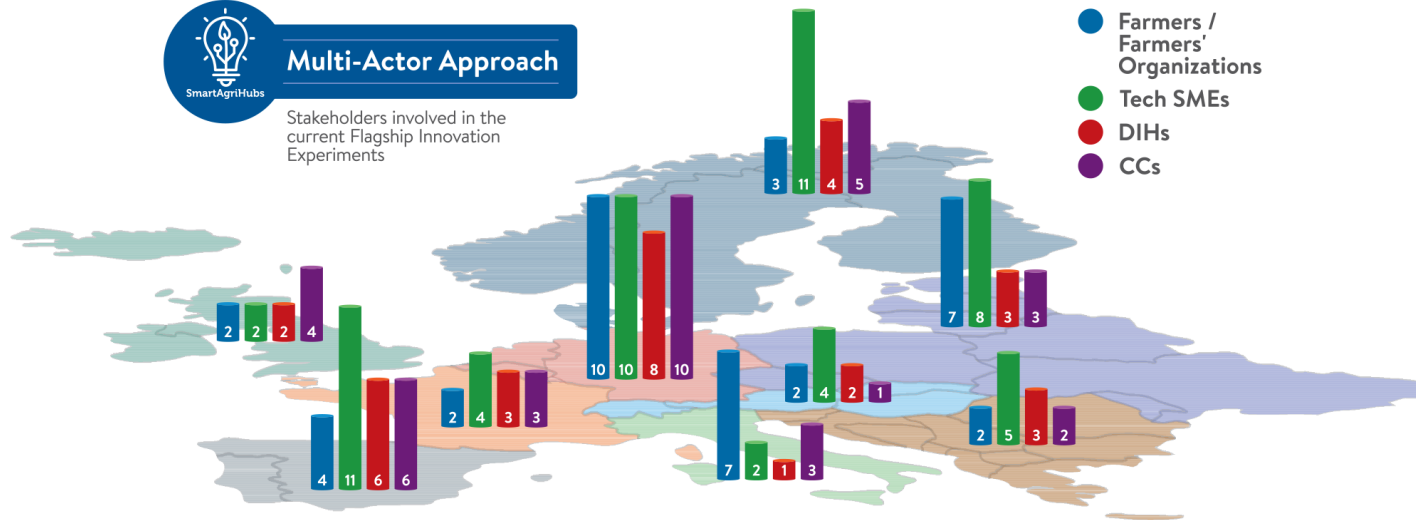 SmartAgriHubs
Multi-Actor Approach
Stakeholders involved in the
current Flagship Innovation
Experiments
Farmers /
Farmers'
Organizations
Tech SMEs
DIHs
CCs
3 11 4 5
7 8 3 3
10 10 8 10
2 2 2 4
2 4 3 3
2 4 2 1
2 5 3 2
7 2 1 3
4 11 6 6